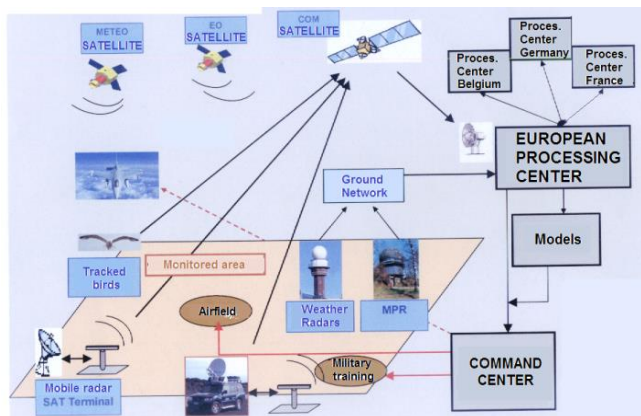 METEO
SATELLITE
EO
SATELLITE
COM
SATELLITE
Proces.
Center
Belgium
Proces.
Center
Germany
Proces.
Center
France
EUROPEAN
PROCESSING
CENTER
Ground
Network
Models
Tracked
birds
Monitored area
Weather
Radars
MPR
Airfield
Mobile radar
SAT Terminal
Military
training
COMMAND
CENTER